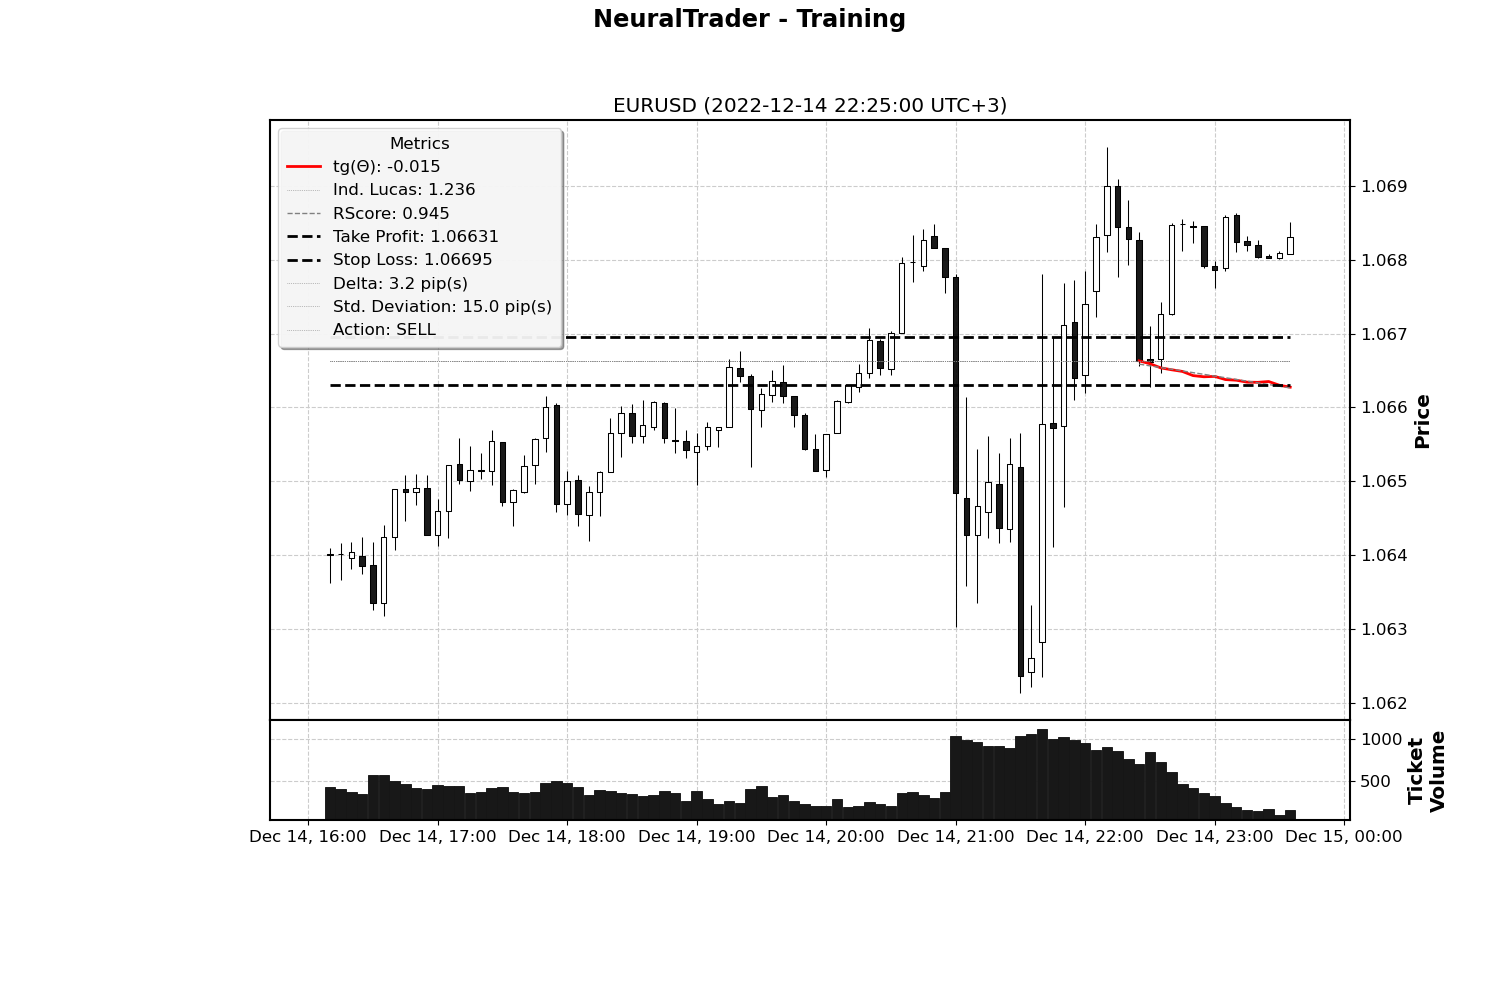 NeuralTrader - Training
EURUSD (2022-12-14 22:25:00 UTC+3)
Metrics
tg(Θ): -0.015
Ind. Lucas: 1.236
RScore: 0.945
Take Profit: 1.06631
Stop Loss: 1.06695
Delta: 3.2 pip(s)
Std. Deviation: 15.0 pip(s)
Action: SELL
1.069
1.068
1.067
1.066
1.065
1.064
1.063
1.062
Price
1000
500
Ticket
Volume
Dec 14, 16:00 Dec 14, 17:00 Dec 14, 18:00 Dec 14, 19:00 Dec 14, 20:00 Dec 14, 21:00 Dec 14, 22:00 Dec 14, 23:00 Dec 15, 00:00